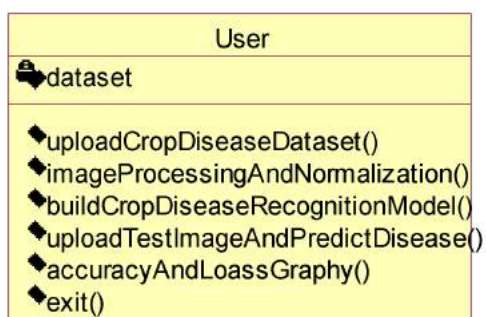 User
dataset
uploadCropDiseaseDataset()
imageProcessingAndNormalization()
buildCropDiseaseRecognitionModel()
uploadTestImageAndPredictDisease()
accuracyAndLoassGraphy()
exit()